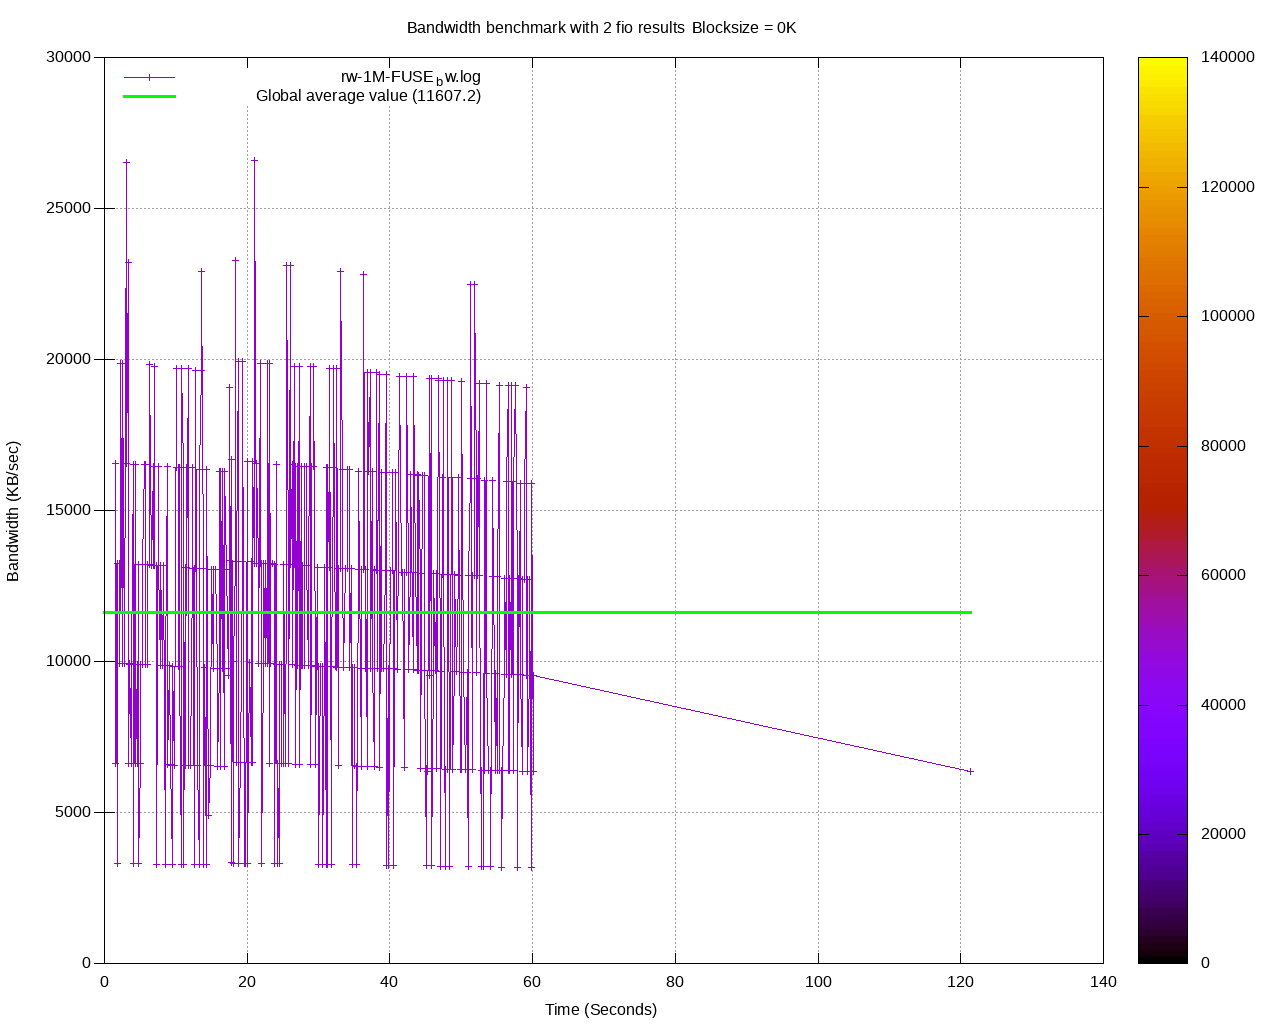 Bandwidth benchmark with 2 fio results Blocksize = 0K
rw-1M-FUSE_bw.log
Global average value (11607.2)
Bandwidth (KB/sec)
30000
25000
20000
15000
10000
5000
0
0 20 40 60 80 100 120 140
Time (Seconds)
140000
120000
100000
80000
60000
40000
20000
0